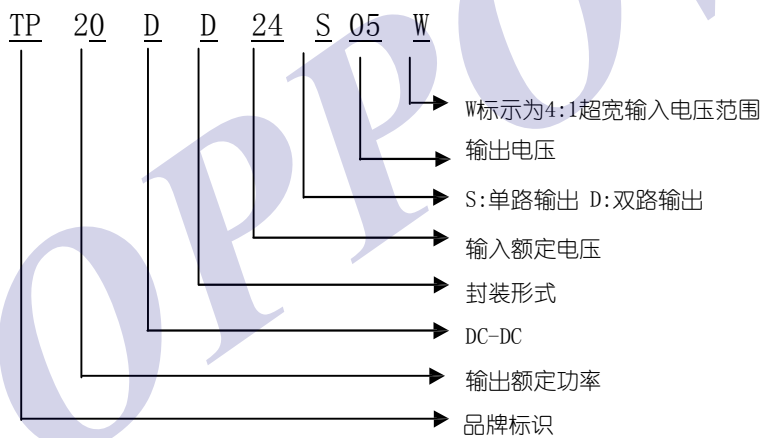 TP 20 D D 24 S 05 W
W标示为4:1超宽输入电压范围
输出电压
S:单路输出 D:双路输出
输入额定电压
封装形式
DC-DC
输出额定功率
品牌标识